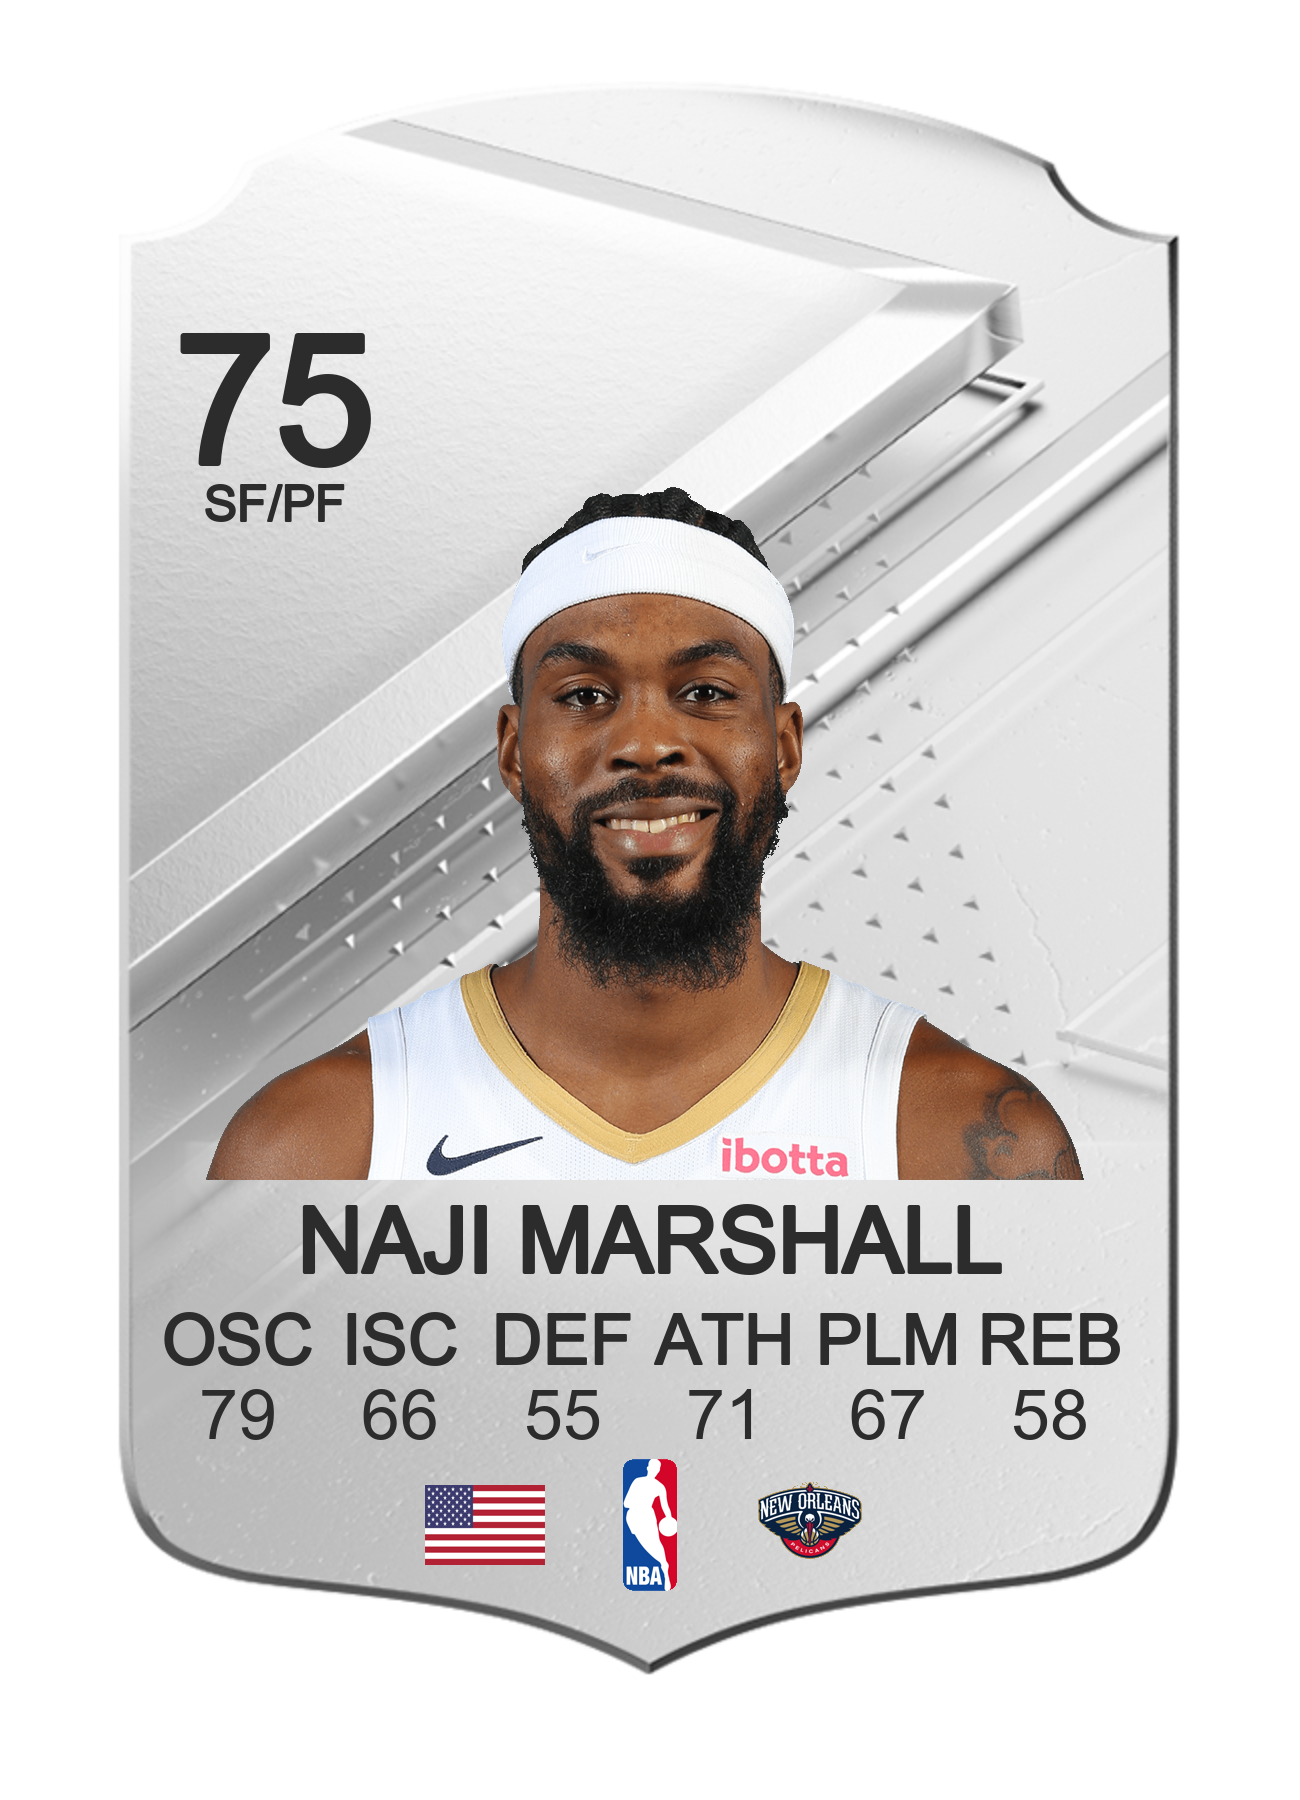 75
SF/PF
ibotta
NAJI MARSHALL
OSC ISC DEF ATH PLM REB
79 66 55 71 67 58
NBA
NEW ORLEANS
PELICANS